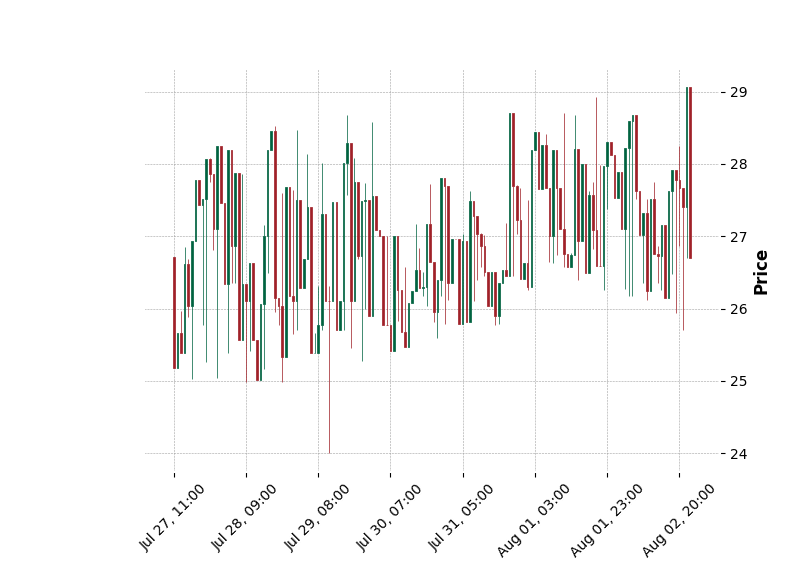 29
28
27
26
25
24
Price
Jul 27, 11:00
Jul 28, 09:00
Jul 29, 08:00
Jul 30, 07:00
Jul 31, 05:00
Aug 01, 03:00
Aug 01, 23:00
Aug 02, 20:00